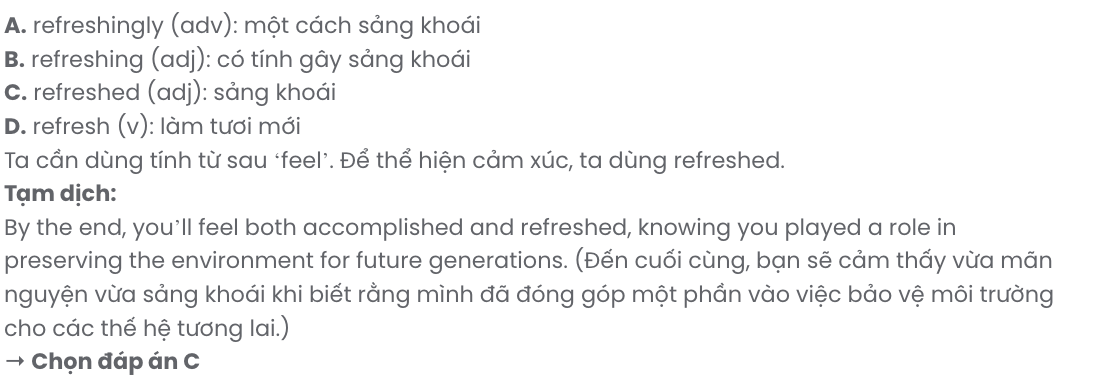 A. refreshingly (adv): một cách sảng khoái
B. refreshing (adj): có tính gây sảng khoái
C. refreshed (adj): sảng khoái
D. refresh (v): làm tươi mới
Ta cần dùng tính từ sau ‘feel’. Để thể hiện cảm xúc, ta dùng refreshed.
Tạm dịch:
By the end, you’ll feel both accomplished and refreshed, knowing you played a role in
preserving the environment for future generations. (Đến cuối cùng, bạn sẽ cảm thấy vừa mãn
nguyện vừa sảng khoái khi biết rằng mình đã đóng góp một phần vào việc bảo vệ môi trường
cho các thế hệ tương lai.)
→ Chọn đáp án C